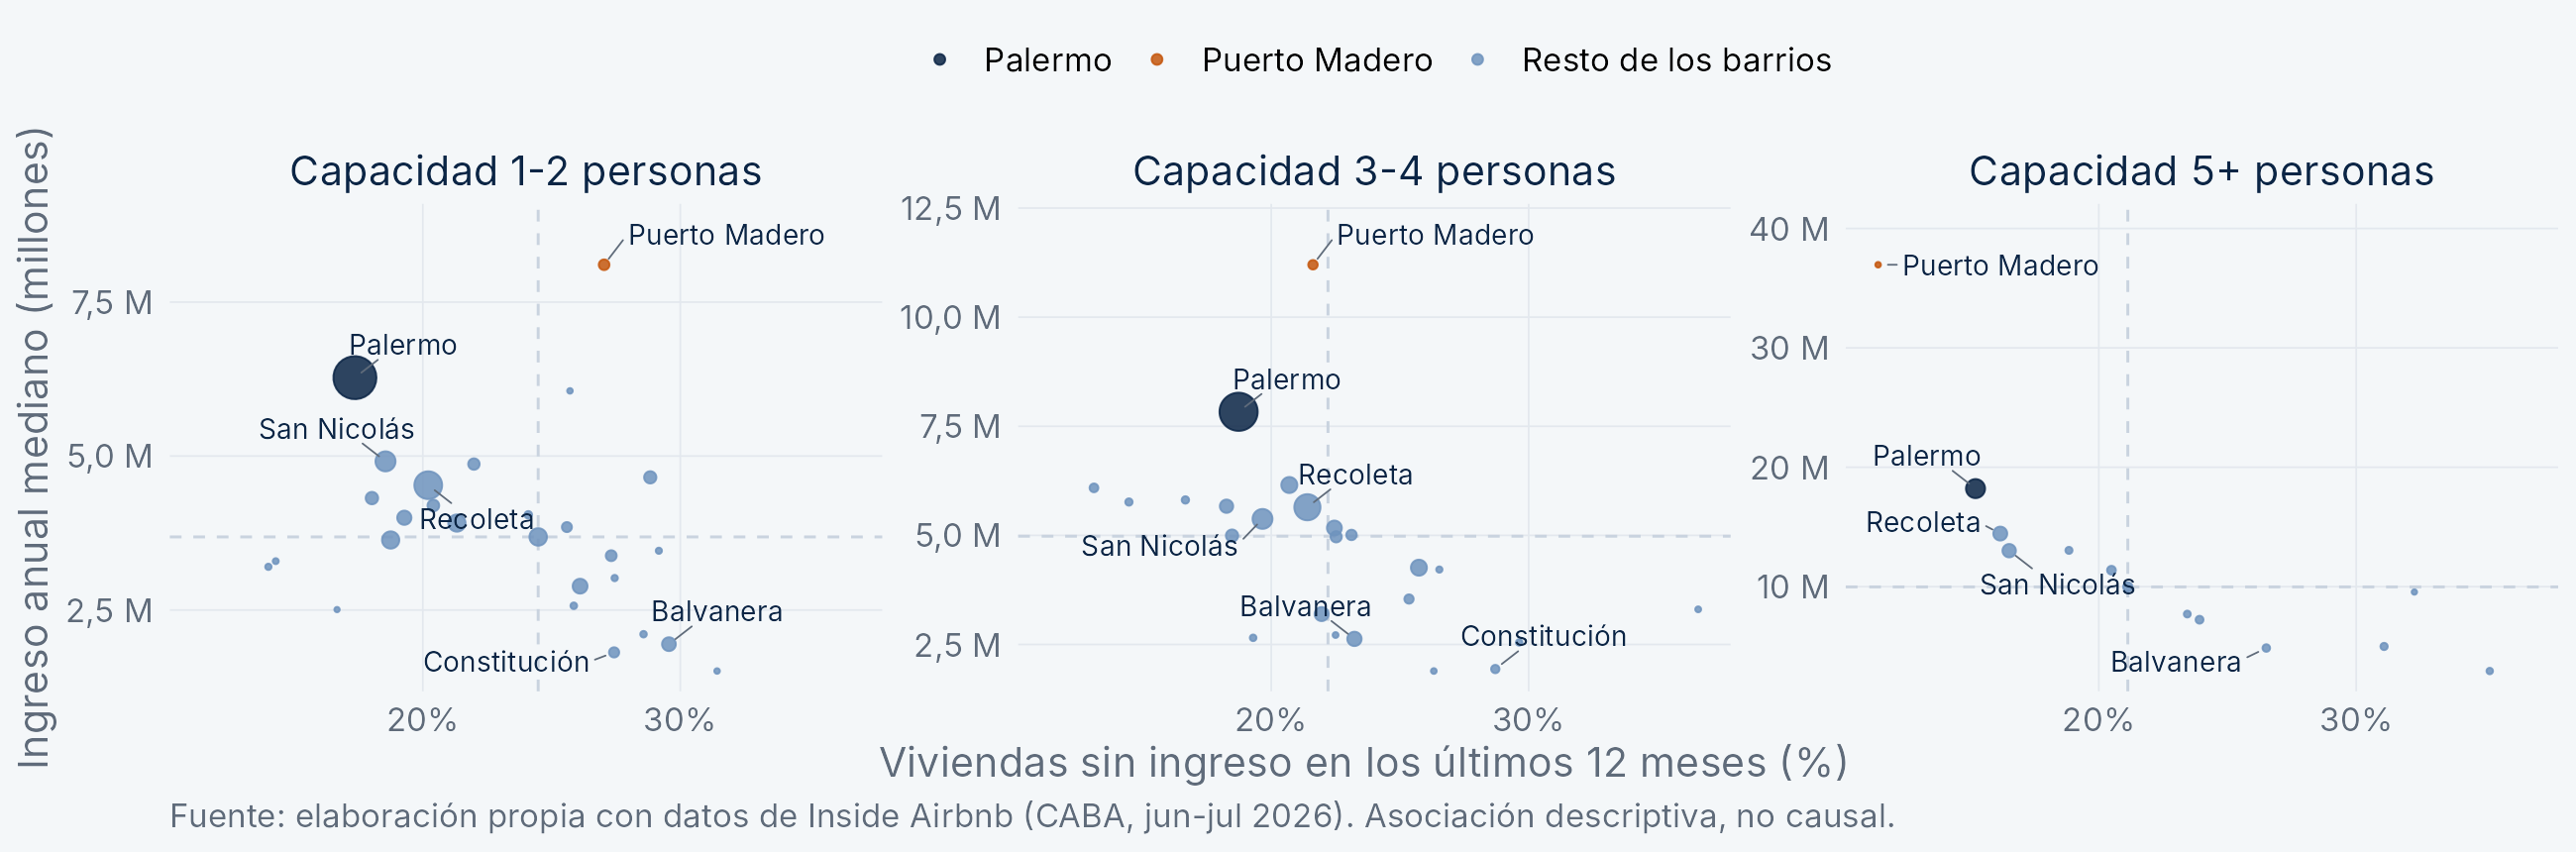 Palermo Puerto Madero Resto de los barrios
Ingreso anual mediano (millones)
Capacidad 1-2 personas
7,5 M
5,0 M
2,5 M
Puerto Madero
Palermo
San Nicolás
Recoleta
Balvanera
Constitución
20% 30%
Capacidad 3-4 personas
12,5 M
10,0 M
7,5 M
5,0 M
2,5 M
Puerto Madero
Palermo
Recoleta
San Nicolás
Balvanera
Constitución
20% 30%
Capacidad 5+ personas
40 M
30 M
20 M
10 M
Puerto Madero
Palermo
Recoleta
San Nicolás
Balvanera
20% 30%
Viviendas sin ingreso en los últimos 12 meses (%)
Fuente: elaboración propia con datos de Inside Airbnb (CABA, jun-jul 2026). Asociación descriptiva, no causal.